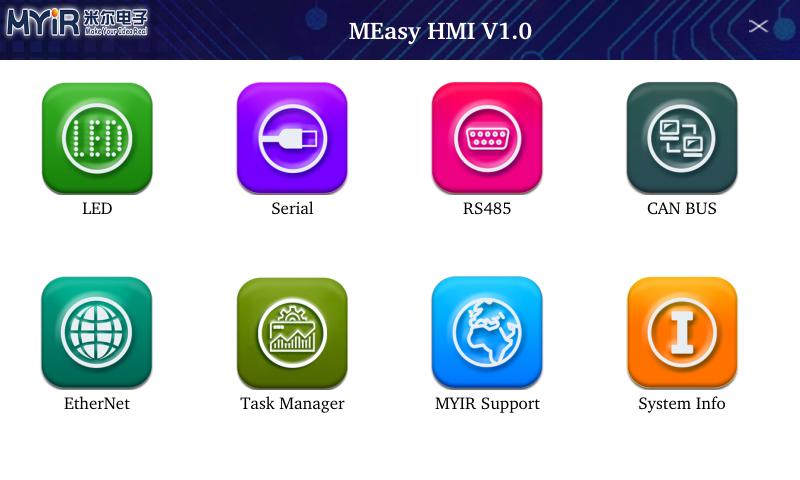 MYiR 米尔电子
Make Your Idea Real
MEasy HMI V1.0
LED
LED
Serial
RS485
CAN BUS
EtherNet
Task Manager
MYIR Support
I
System Info